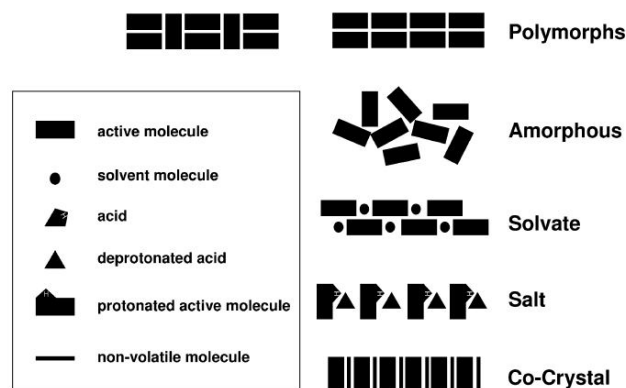 Polymorphs
Amorphous
Solvate
Salt
Co-Crystal
active molecule
solvent molecule
acid
deprotonated acid
protonated active molecule
non-volatile molecule